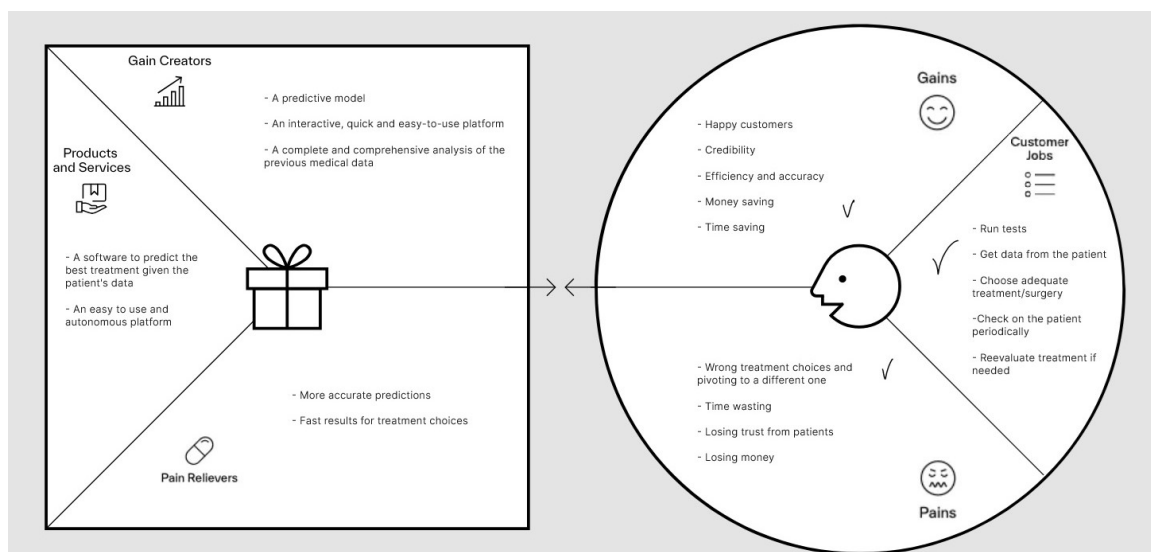 Gain Creators
- A predictive model
- An interactive, quick and easy-to-use platform
- A complete and comprehensive analysis of the
previous medical data
Products
and Services
- A software to predict the
best treatment given the
patient's data
- An easy to use and
autonomous platform
- More accurate predictions
- Fast results for treatment choices
Pain Relievers
Gains
- Happy customers
- Credibility
- Efficiency and accuracy
- Money saving
- Time saving
Customer
Jobs
- Run tests
- Get data from the patient
- Choose adequate
treatment/surgery
-Check on the patient
periodically
- Reevaluate treatment if
needed
- Wrong treatment choices and
pivoting to a different one
- Time wasting
- Losing trust from patients
- Losing money
Pains